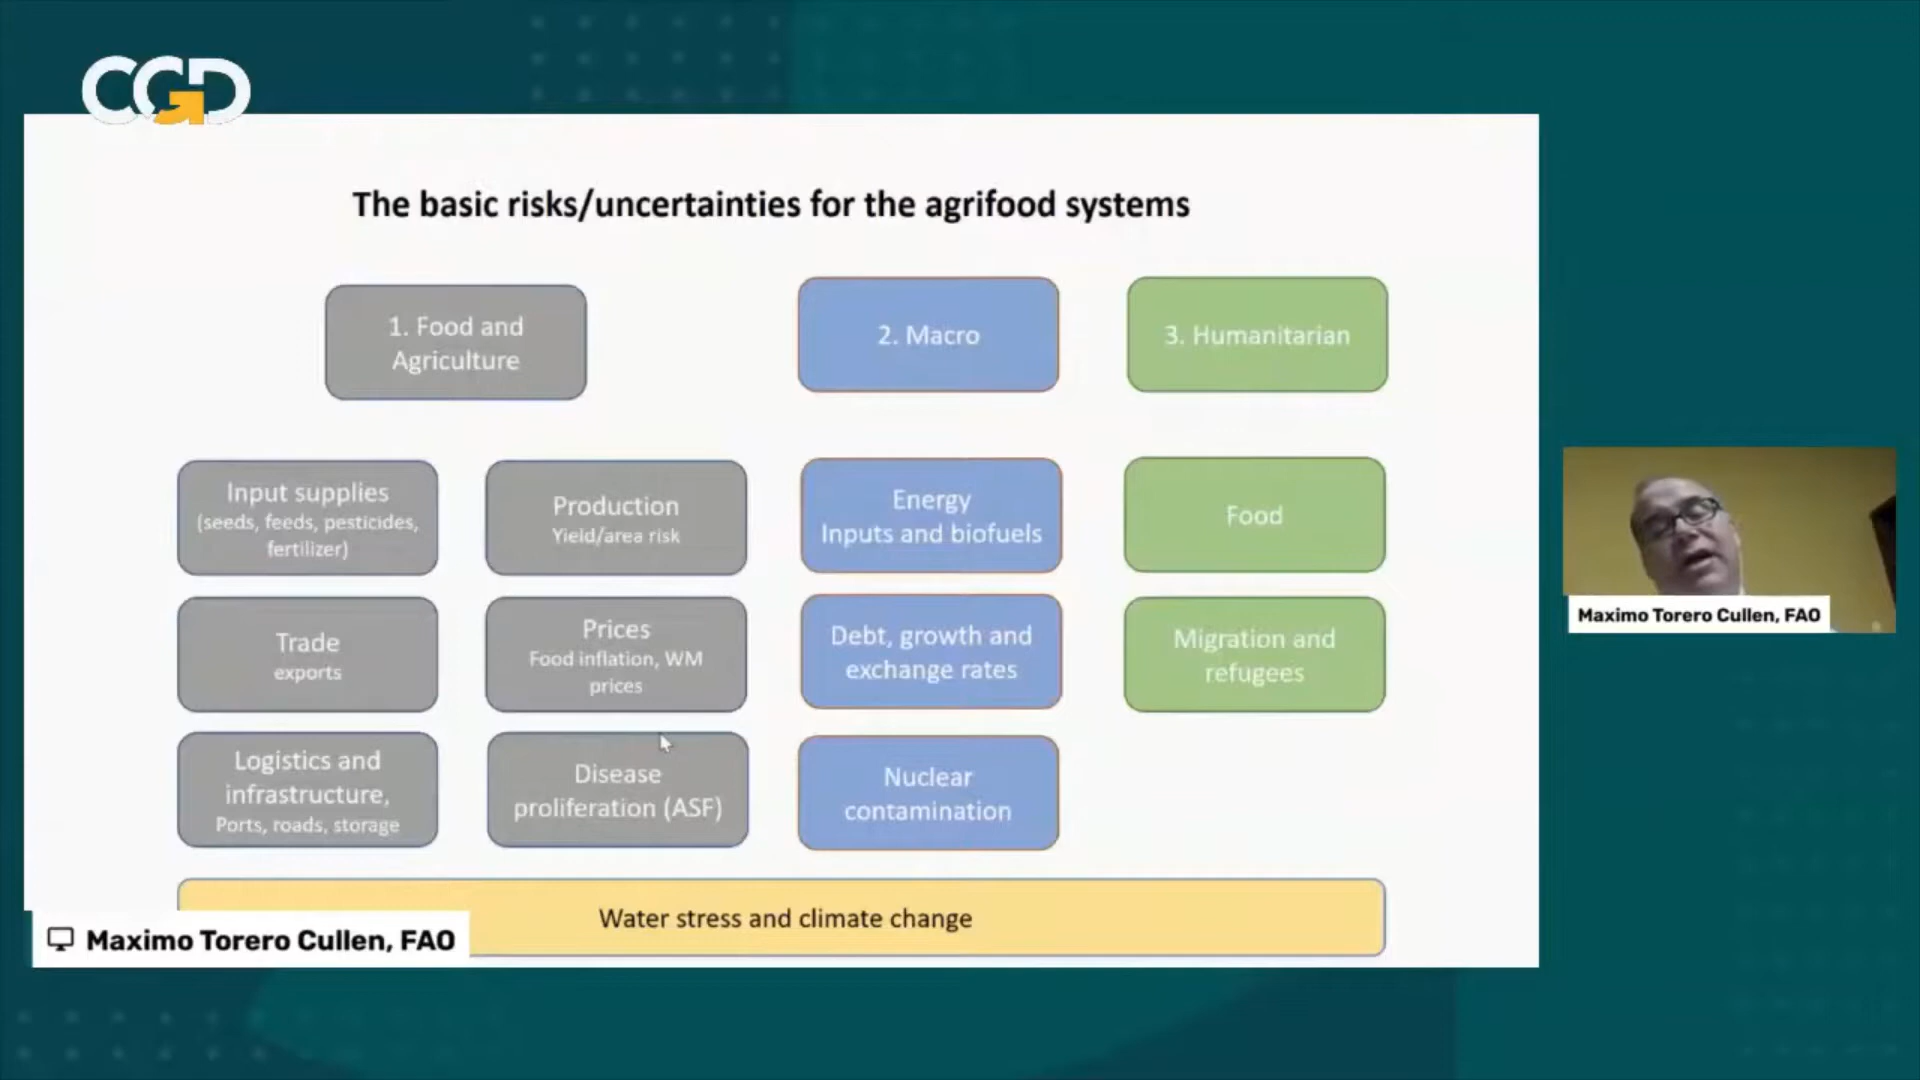 CGD
The basic risks/uncertainties for the agrifood systems
1. Food and
Agriculture
2. Macro
3. Humanitarian
Input supplies
(seeds, feeds, pesticides,
fertilizer)
Production
Yield/area risk
Energy
Inputs and biofuels
Food
Trade
exports
Prices
Food inflation, WM
prices
Debt, growth and
exchange rates
Migration and
refugees
Logistics and
infrastructure,
Ports, roads, storage
Disease
proliferation (ASF)
Nuclear
contamination
Water stress and climate change
Maximo Torero Cullen, FAO
Maximo Torero Cullen, FAO